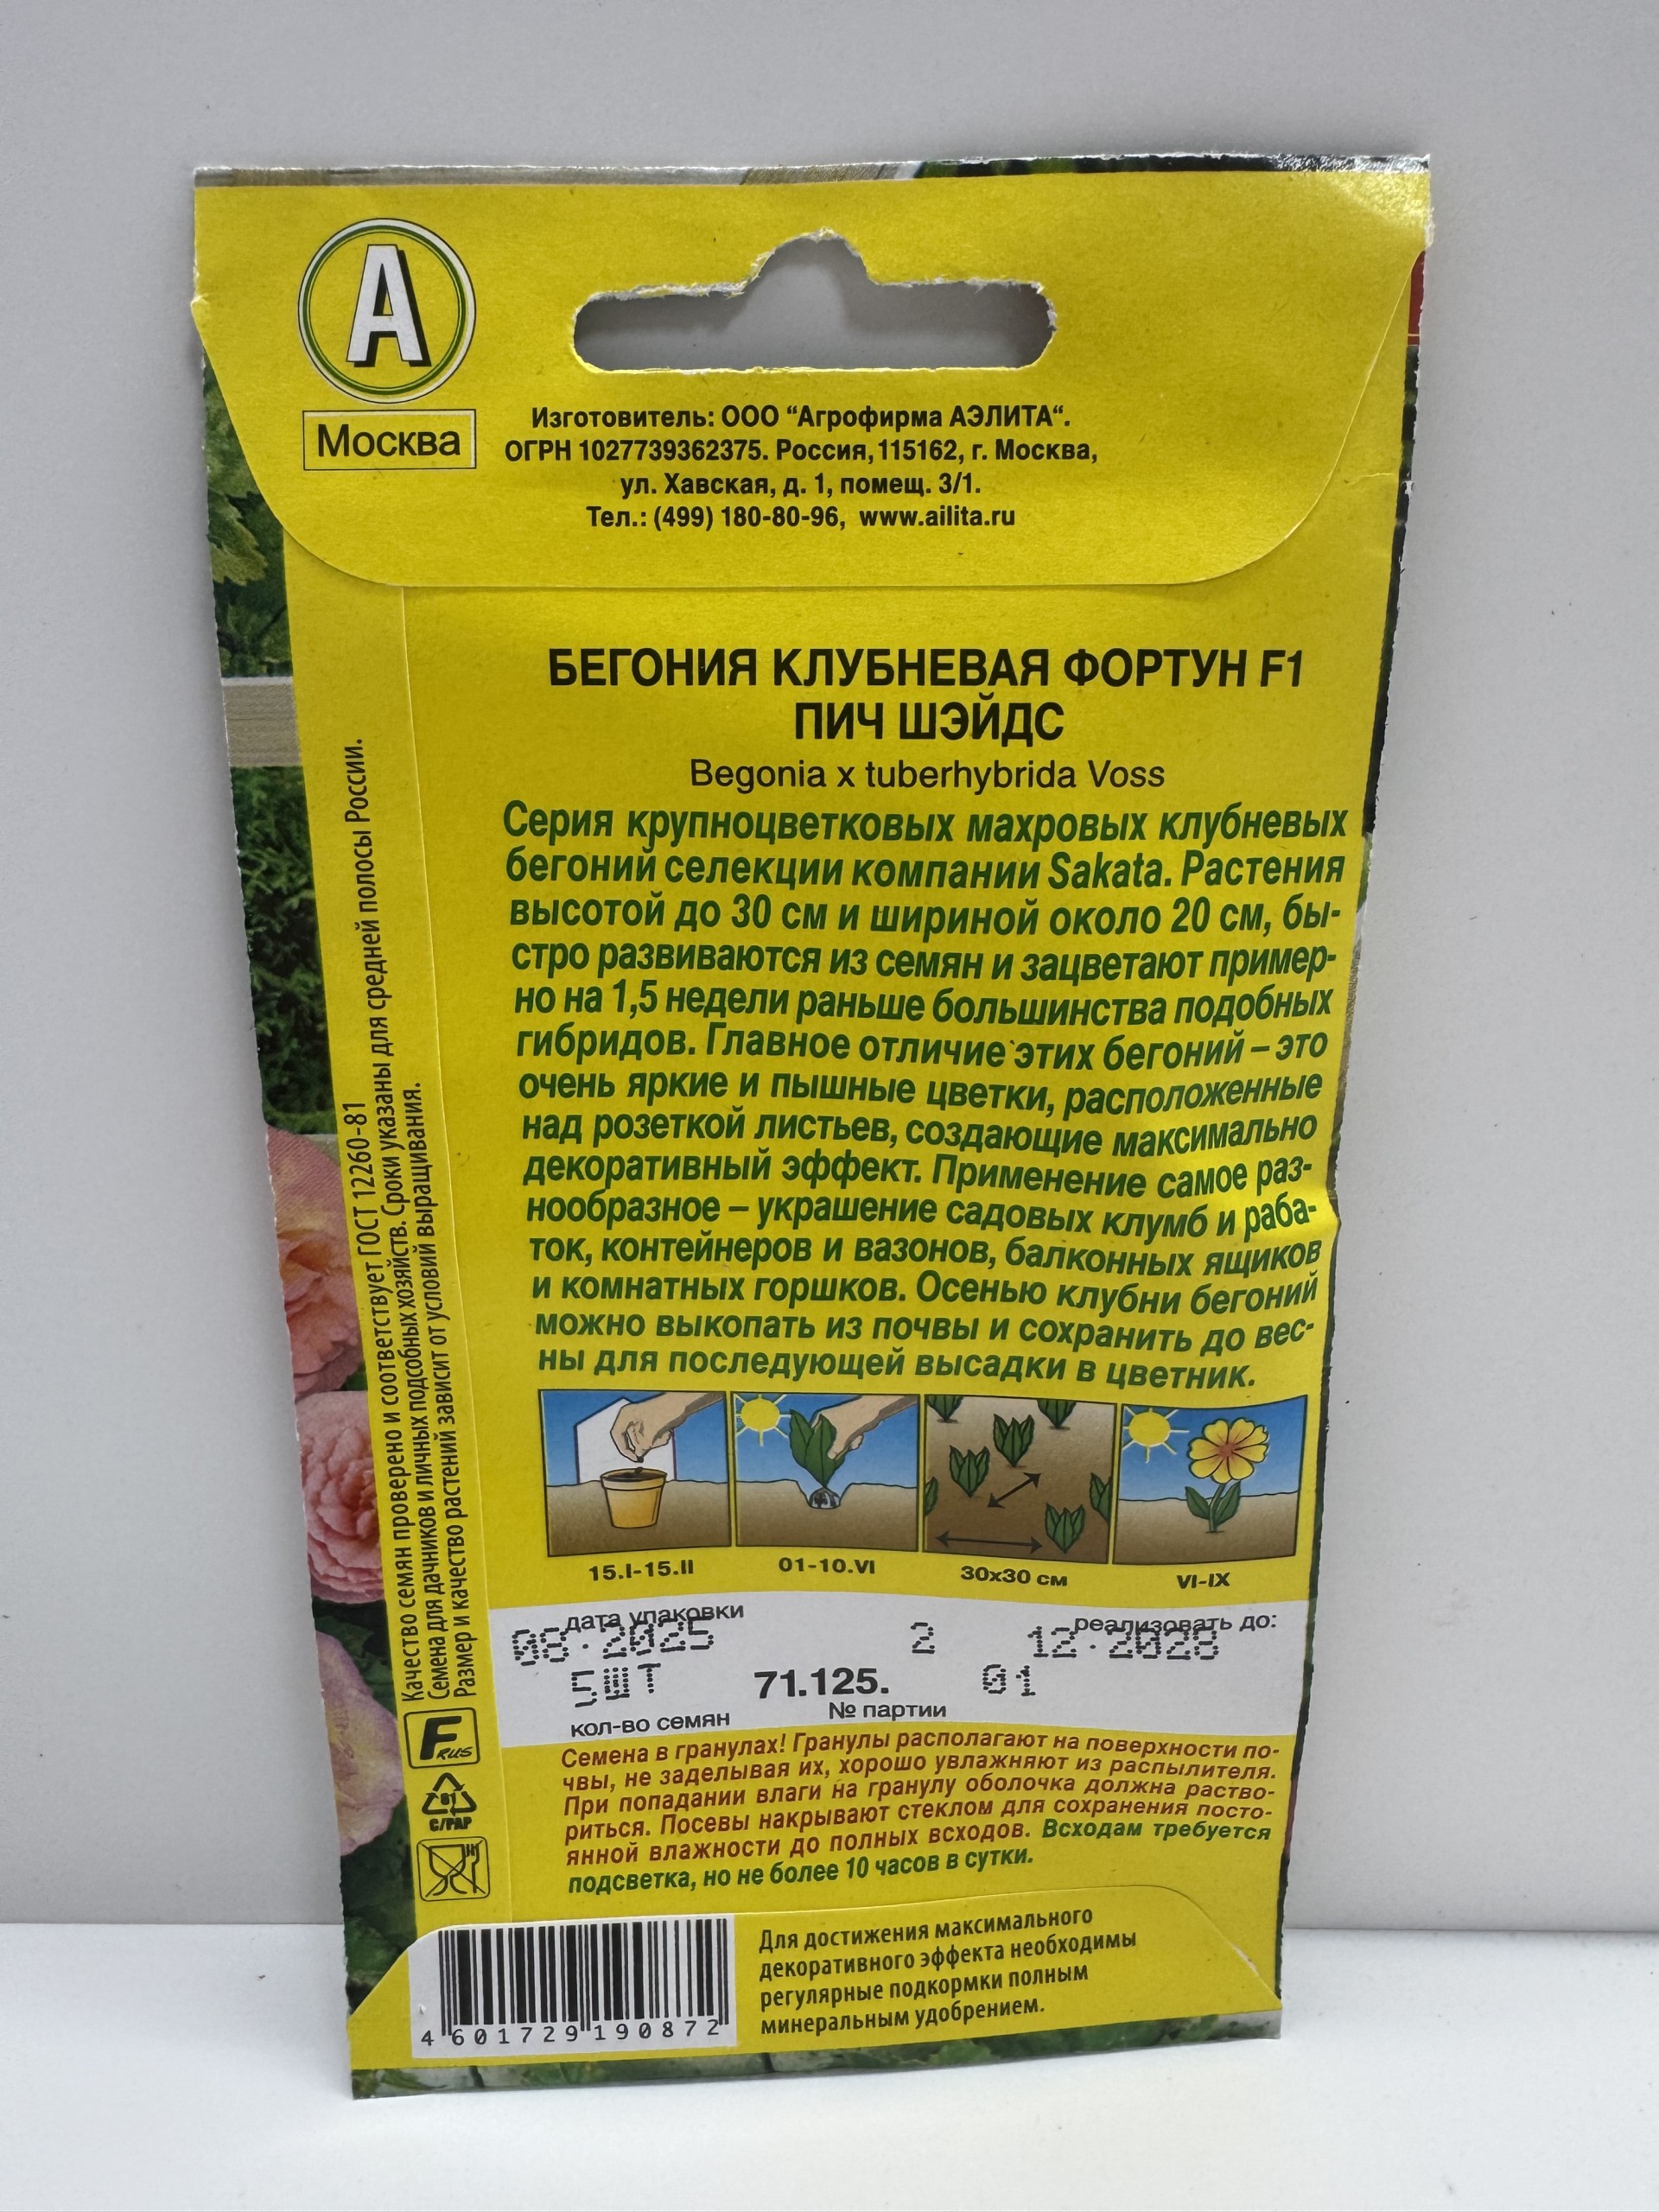 А
Москва
Изготовитель: ООО “Агрофирма АЭЛИТА“.
ОГРН 1027739362375. Россия, 115162, г. Москва,
ул. Хавская, д. 1, помещ. 3/1.
Тел.: (499) 180-80-96, www.ailita.ru
БЕГОНИЯ КЛУБНЕВАЯ ФОРТУН F1
ПИЧ ШЭЙДС
Begonia x tuberhybrida Voss
Серия крупноцветковых махровых клубневых
бегоний селекции компании Sakata. Растения
высотой до 30 см и шириной около 20 см, бы-
стро развиваются из семян и зацветают пример-
но на 1,5 недели раньше большинства подобных
гибридов. Главное отличие этих бегоний – это
очень яркие и пышные цветки, расположенные
над розеткой листьев, создающие максимально
декоративный эффект. Применение самое раз-
нообразное – украшение садовых клумб и раба-
ток, контейнеров и вазонов, балконных ящиков
и комнатных горшков. Осенью клубни бегоний
можно выкопать из почвы и сохранить до вес-
ны для последующей высадки в цветник.
15.I-15.II
01-10.VI
30x30 см
VI-IX
дата упаковки
реализовать до:
08.2025
2
12.2028
5ШТ
71.125.
01
кол-во семян
№ партии
Семена в гранулах! Гранулы располагают на поверхности по-
чвы, не заделывая их, хорошо увлажняют из распылителя.
При попадании влаги на гранулу оболочка должна раство-
риться. Посевы накрывают стеклом для сохранения посто-
янной влажности до полных всходов. Всходам требуется
подсветка, но не более 10 часов в сутки.
Для достижения максимального
декоративного эффекта необходимы
регулярные подкормки полным
минеральным удобрением.
4 601729 190872
Качество семян проверено и соответствует ГОСТ 12260-81
Семена для дачников и личных подсобных хозяйств. Сроки указаны для средней полосы России.
Размер и качество растений зависит от условий выращивания.
F RUS
81
C/PAP